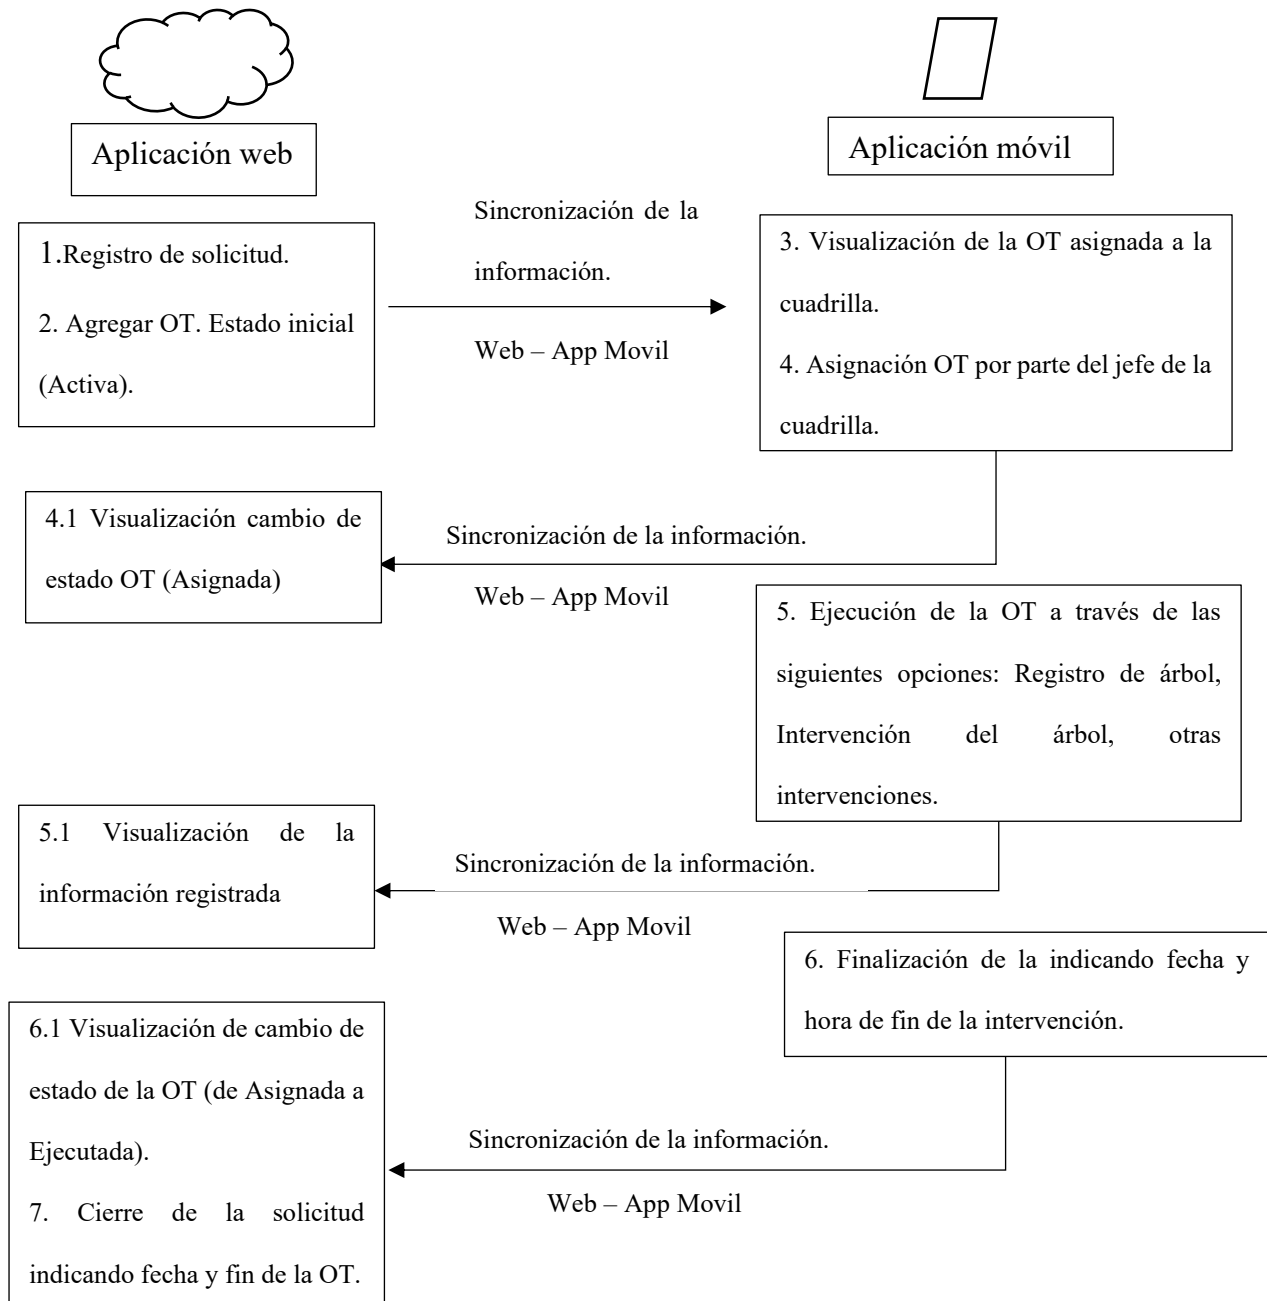 Aplicación web
Aplicación móvil
1.Registro de solicitud.
2. Agregar OT. Estado inicial
(Activa).
Sincronización de la
información.
Web – App Movil
3. Visualización de la OT asignada a la
cuadrilla.
4. Asignación OT por parte del jefe de la
cuadrilla.
4.1 Visualización cambio de
estado OT (Asignada)
Sincronización de la información.
Web – App Movil
5. Ejecución de la OT a través de las
siguientes opciones: Registro de árbol,
Intervención del árbol, otras
intervenciones.
5.1 Visualización de la
información registrada
Sincronización de la información.
Web – App Movil
6. Finalización de la indicando fecha y
hora de fin de la intervención.
6.1 Visualización de cambio de
estado de la OT (de Asignada a
Ejecutada).
7. Cierre de la solicitud
indicando fecha y fin de la OT.
Sincronización de la información.
Web – App Movil